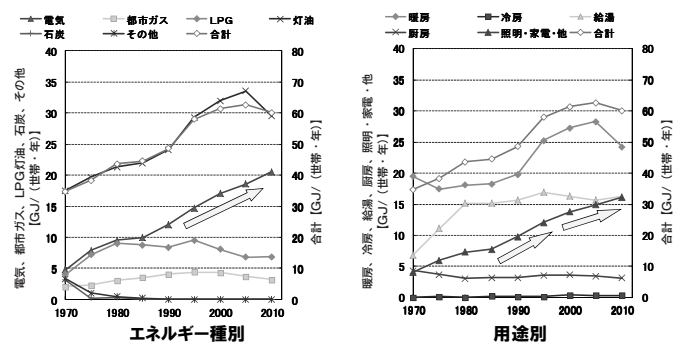 電気 都市ガス LPG 灯油
石炭 その他 合計
40 80
35 70
30 60
25 50
20 40
15 30
10 20
5 10
0 0
1970 1980 1990 2000 2010
電気、都市ガス、LPG灯油、石炭、その他
【GJ/(世帯・年)】
合計【GJ/(世帯・年)】
エネルギー種別
暖房 冷房 給湯
厨房 照明・家電・他 合計
40 80
35 70
30 60
25 50
20 40
15 30
10 20
5 10
0 0
1970 1980 1990 2000 2010
暖房、冷房、給湯、厨房、照明・家電・他
【GJ/(世帯・年)】
合計【GJ/(世帯・年)】
用途別